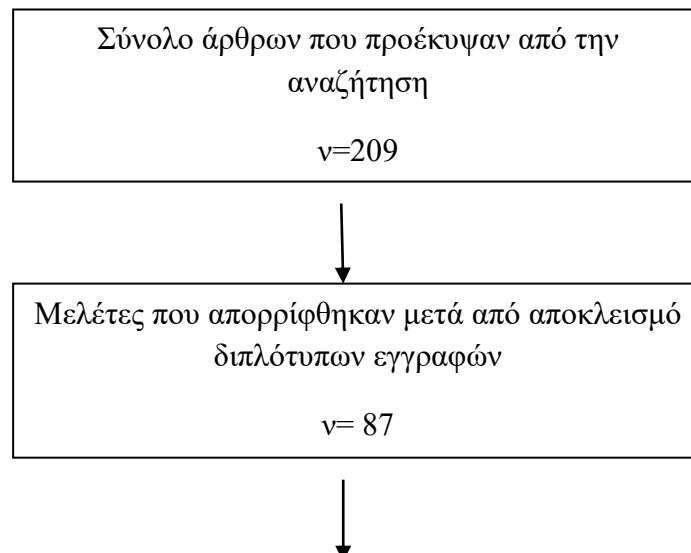 Σύνολο άρθρων που προέκυψαν από την
αναζήτηση
ν=209
Μελέτες που απορρίφθηκαν μετά από αποκλεισμό
διπλότυπων εγγραφών
ν= 87